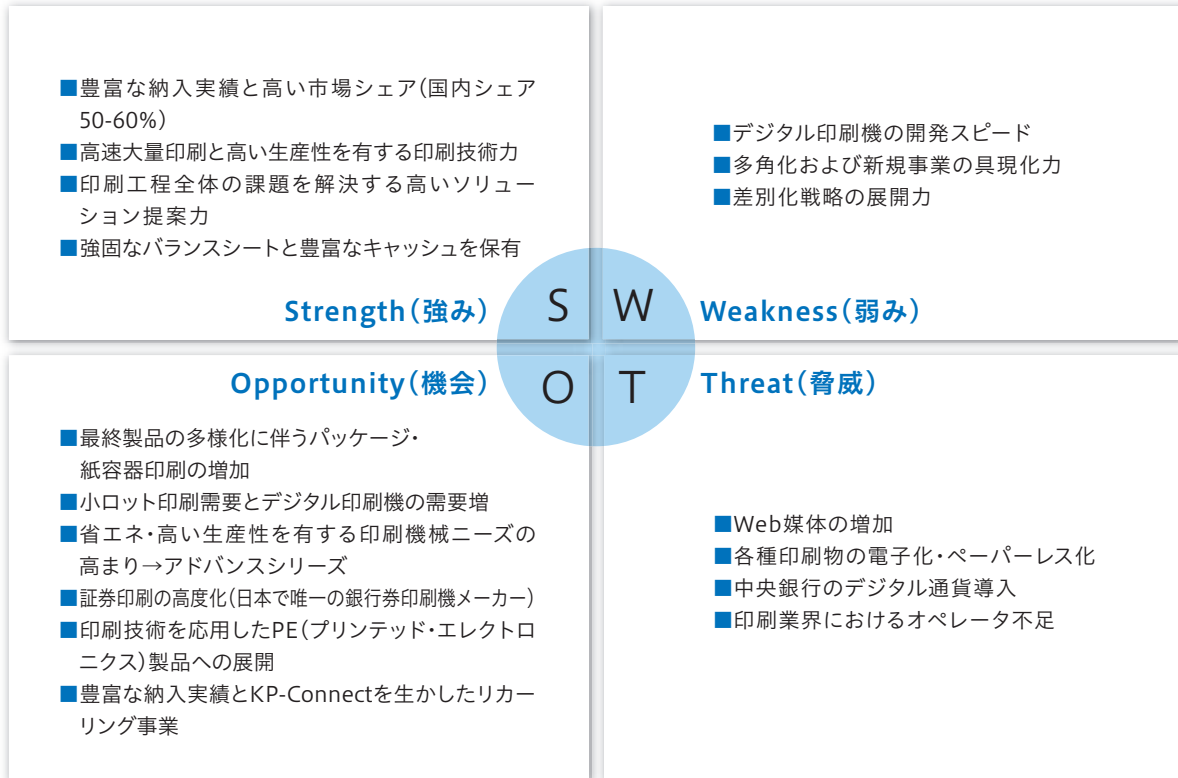 ■豊富な納入実績と高い市場シェア(国内シェア
50-60%)
■高速大量印刷と高い生産性を有する印刷技術力
■印刷工程全体の課題を解決する高いソリュー
ション提案力
■強固なバランスシートと豊富なキャッシュを保有
Strength(強み)
■デジタル印刷機の開発スピード
■多角化および新規事業の具現化力
■差別化戦略の展開力
Weakness(弱み)
S W
O T
Opportunity(機会)
■最終製品の多様化に伴うパッケージ・
紙容器印刷の増加
■小ロット印刷需要とデジタル印刷機の需要増
■省エネ・高い生産性を有する印刷機械ニーズの
高まり→アドバンスシリーズ
■証券印刷の高度化(日本で唯一の銀行券印刷機メーカー)
■印刷技術を応用したPE(プリンテッド・エレクトロ
ニクス)製品への展開
■豊富な納入実績とKP-Connectを生かしたリカー
リング事業
Threat(脅威)
■Web媒体の増加
■各種印刷物の電子化・ペーパーレス化
■中央銀行のデジタル通貨導入
■印刷業界におけるオペレータ不足